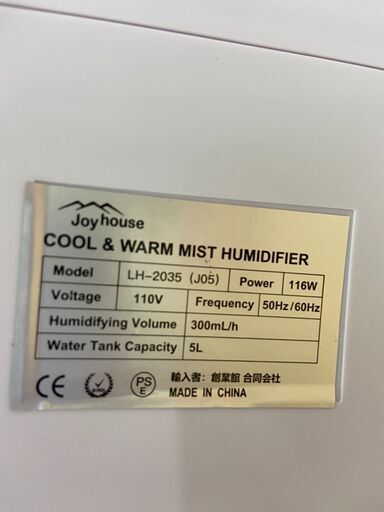 Joyhouse
COOL & WARM MIST HUMIDIFIER
Model LH-2035 (J05) Power 116W
Voltage 110V Frequency 50Hz/60Hz
Humidifying Volume 300mL/h
Water Tank Capacity 5L
CE PS E 輸入者: 創業館 合同会社
MADE IN CHINA